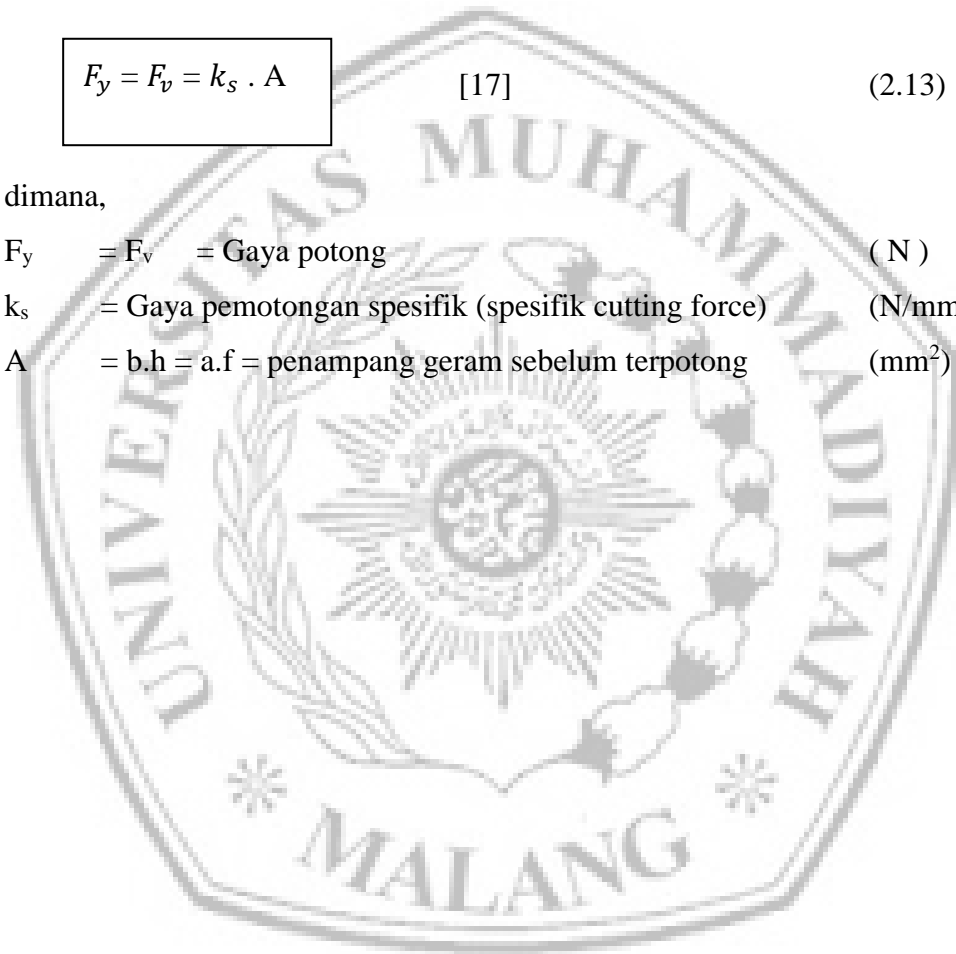 F_y = F_v = k_s . A [17] (2.13)
dimana,
F_y = F_v = Gaya potong ( N )
k_s = Gaya pemotongan spesifik (spesifik cutting force) (N/mm
A = b.h = a.f = penampang geram sebelum terpotong (mm²)
UNIVERSITAS MUHAMMADIYAH
MALANG